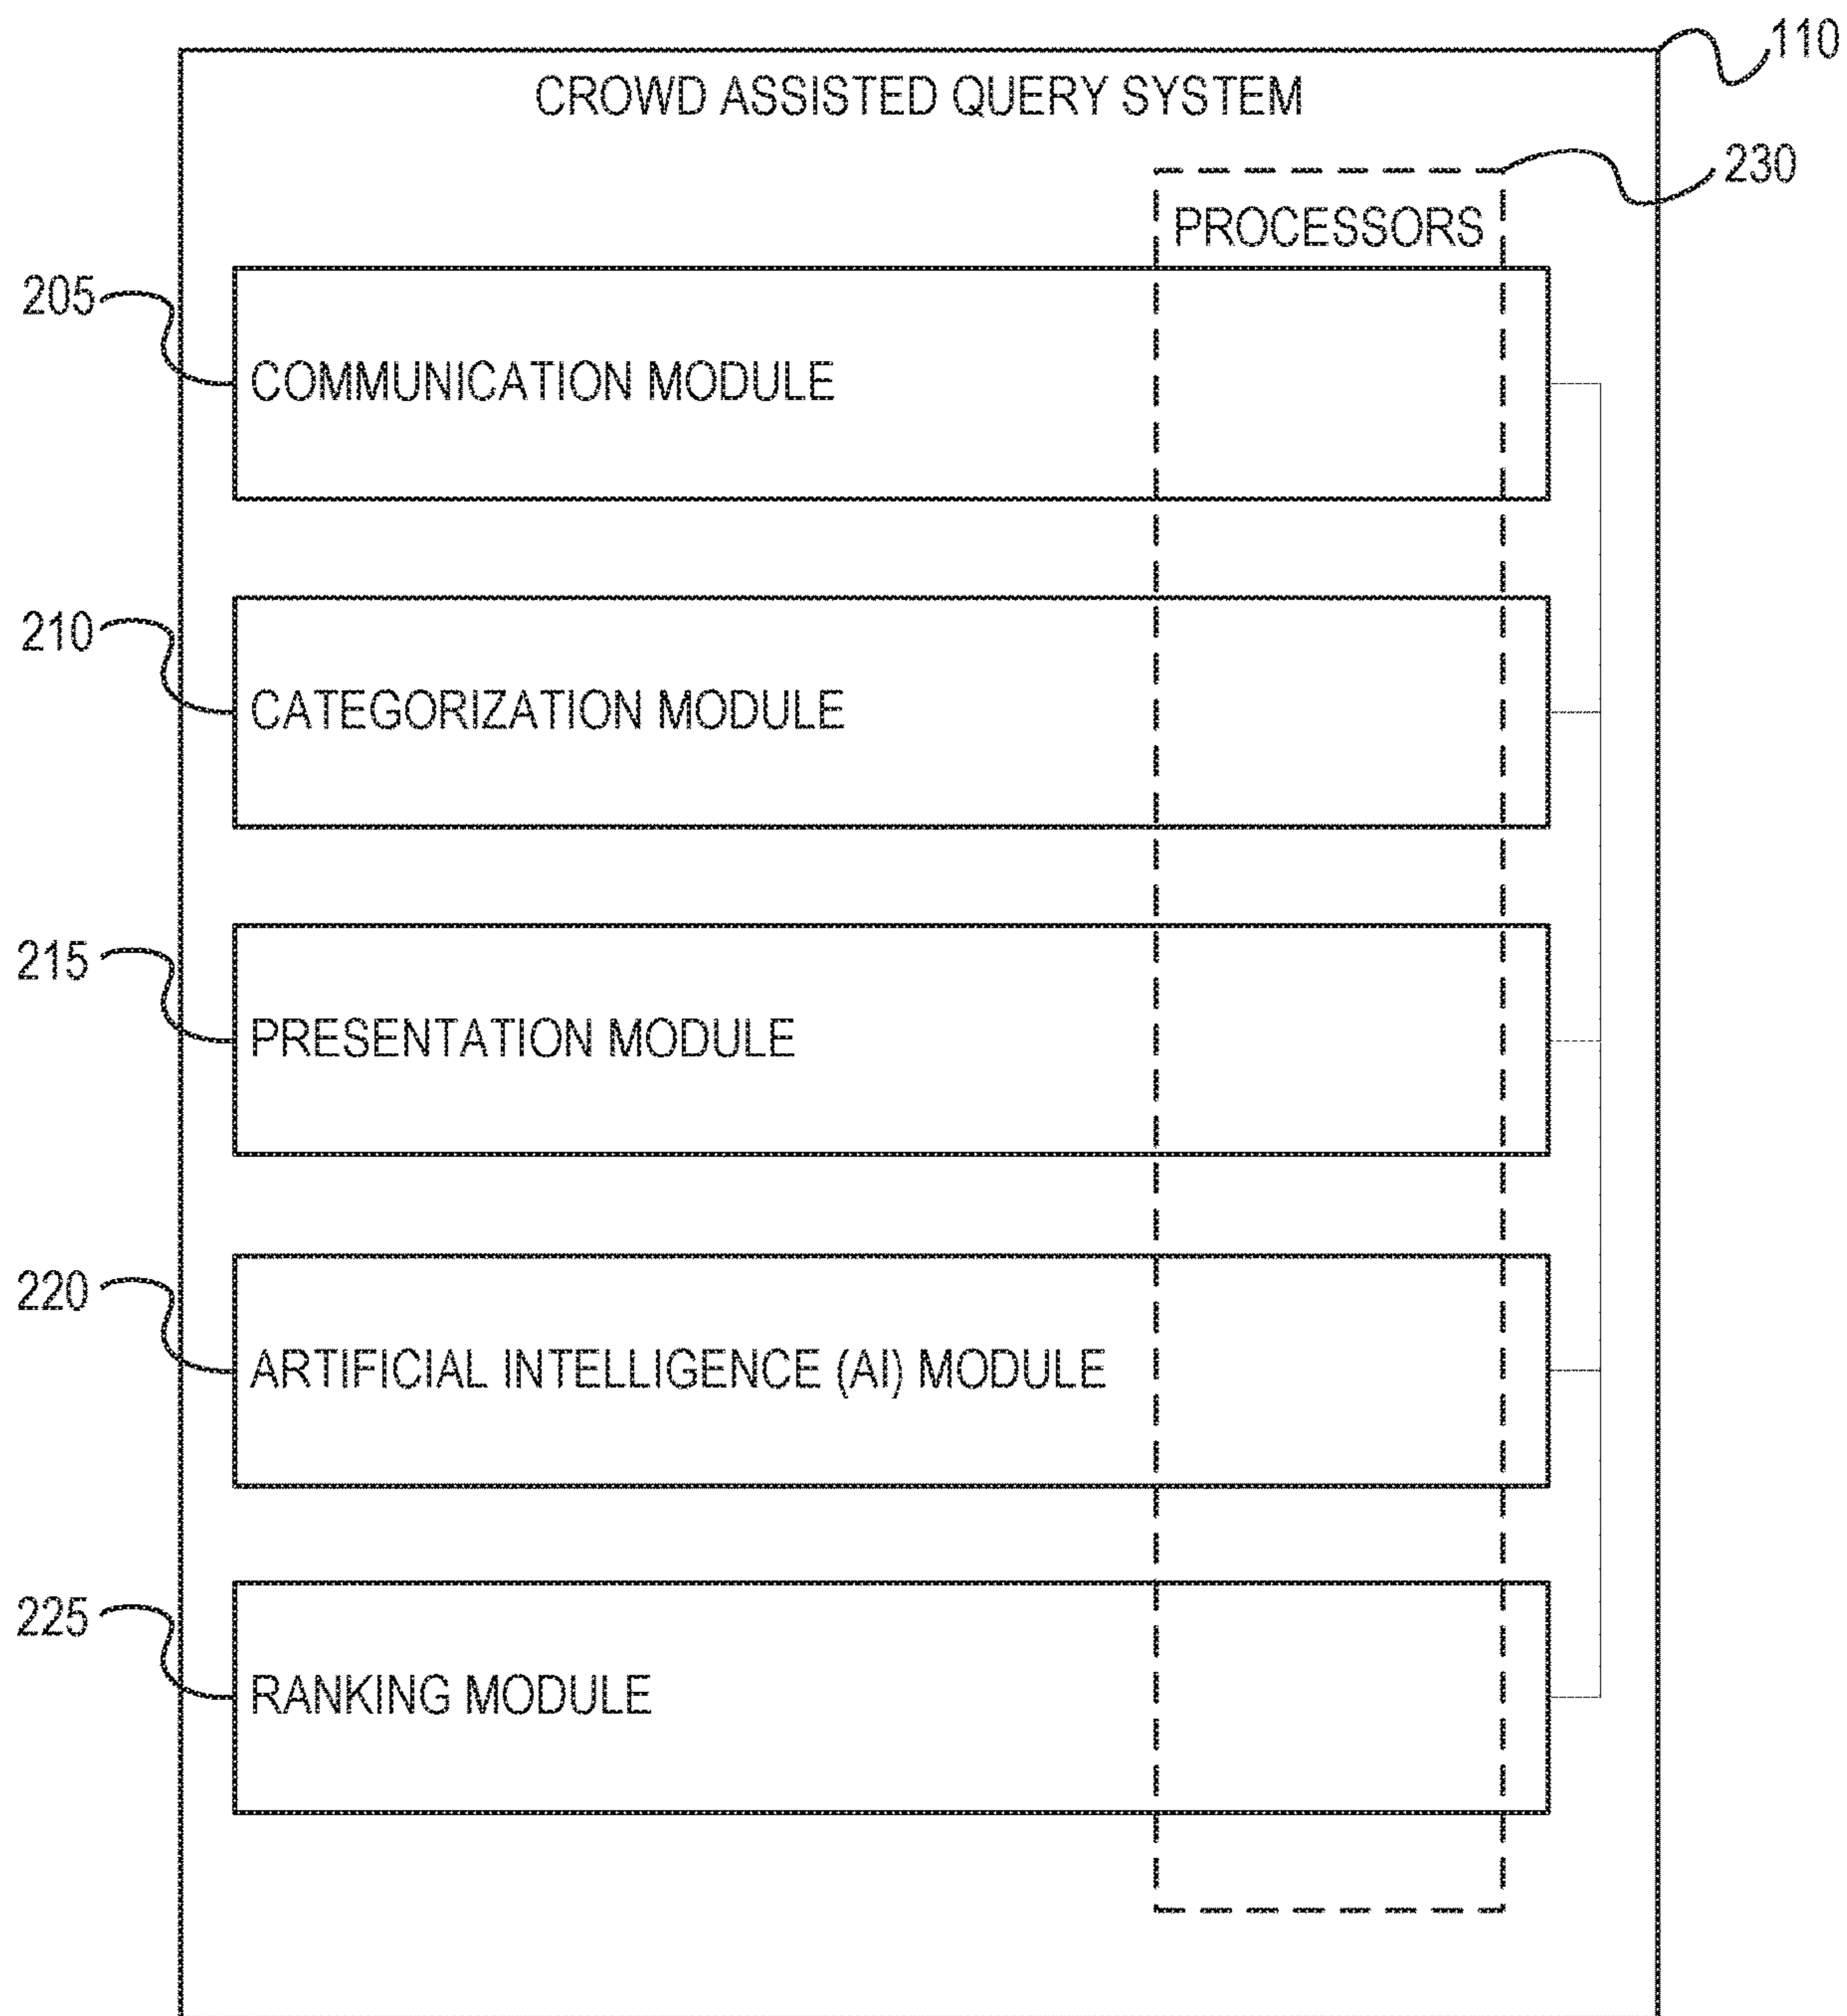 110
CROWD ASSISTED QUERY SYSTEM
230
PROCESSORS
205
COMMUNICATION MODULE
210
CATEGORIZATION MODULE
215
PRESENTATION MODULE
220
ARTIFICIAL INTELLIGENCE (AI) MODULE
225
RANKING MODULE